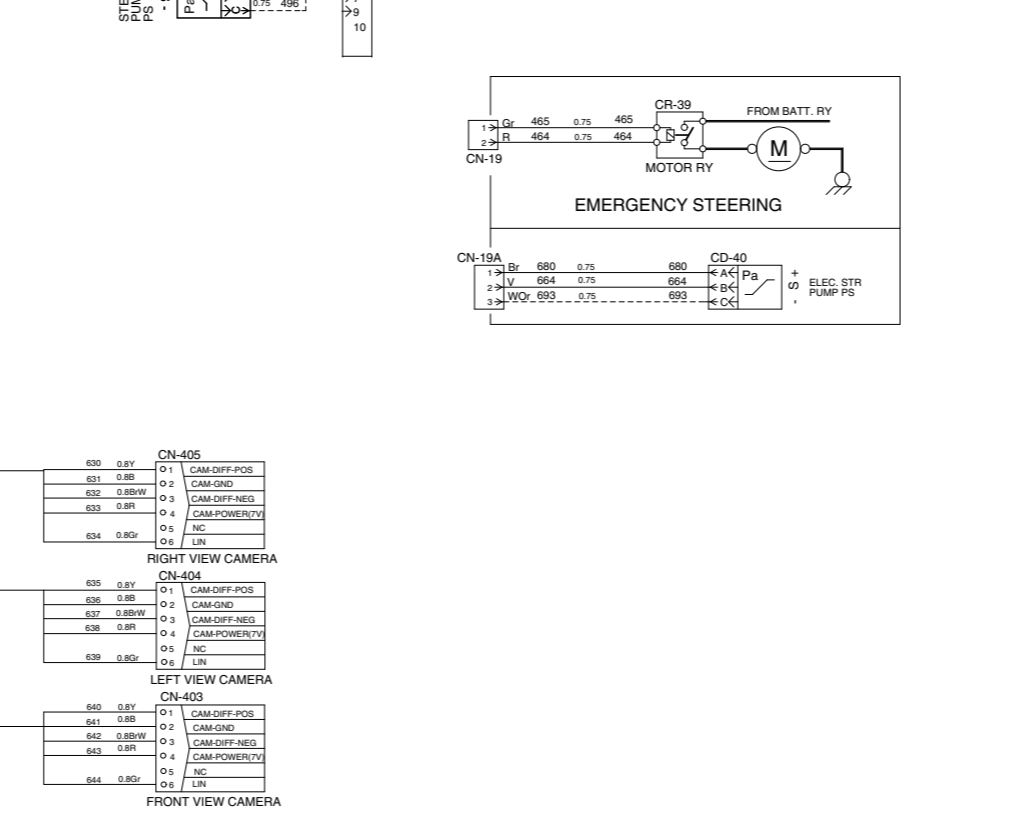 STE
PUM
PS
-
Pa
C
0.75 496
9
10
CR-39
FROM BATT. RY
1 Gr 465 0.75 465
2 R 464 0.75 464
M
CN-19
MOTOR RY
EMERGENCY STEERING
CN-19A
CD-40
1 Br 680 0.75 680 A
2 V 664 0.75 664 B
3 WOr 693 0.75 693 C
Pa
- S +
ELEC. STR
PUMP PS
CN-405
630 0.8Y 1 CAM-DIFF-POS
631 0.8B 2 CAM-GND
632 0.8BrW 3 CAM-DIFF-NEG
633 0.8R 4 CAM-POWER(7V)
5 NC
634 0.8Gr 6 LIN
RIGHT VIEW CAMERA
CN-404
635 0.8Y 1 CAM-DIFF-POS
636 0.8B 2 CAM-GND
637 0.8BrW 3 CAM-DIFF-NEG
638 0.8R 4 CAM-POWER(7V)
5 NC
639 0.8Gr 6 LIN
LEFT VIEW CAMERA
CN-403
640 0.8Y 1 CAM-DIFF-POS
641 0.8B 2 CAM-GND
642 0.8BrW 3 CAM-DIFF-NEG
643 0.8R 4 CAM-POWER(7V)
5 NC
644 0.8Gr 6 LIN
FRONT VIEW CAMERA